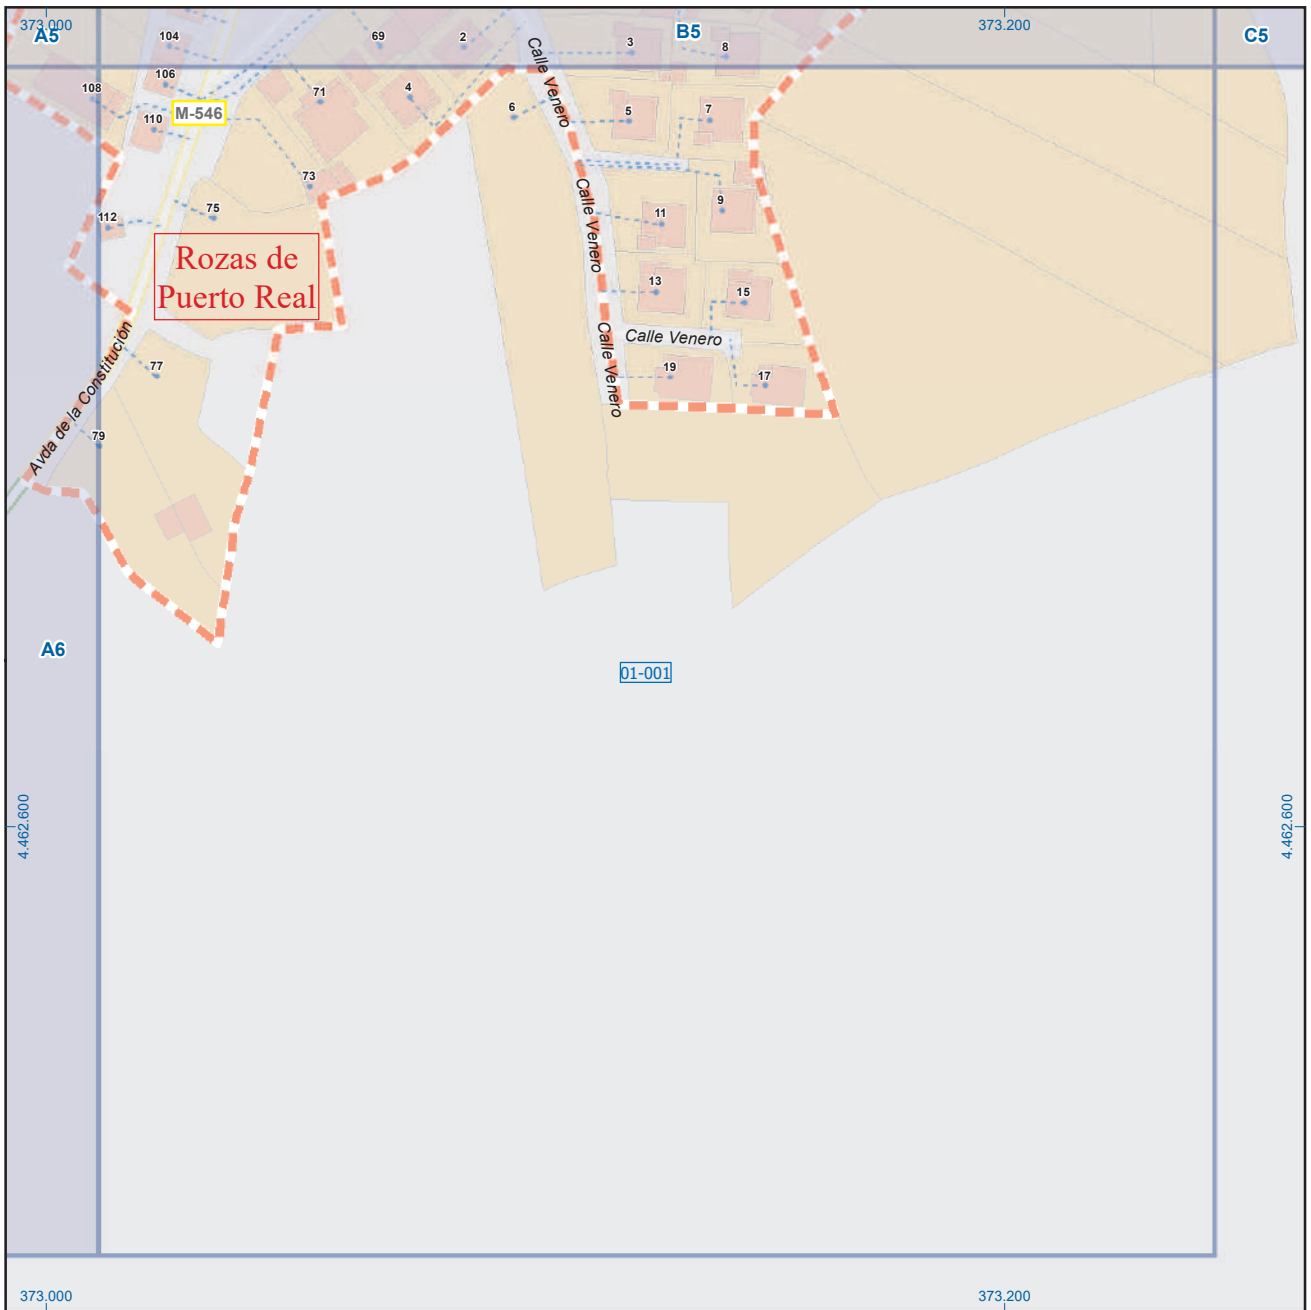 373.000
373.200
A5
B5
C5
104
69
2
3
8
106
108
71
4
6
5
7
110
M-546
Calle Venero
73
75
112
11
9
Calle Venero
Rozas de
Puerto Real
13
15
Calle Venero
Calle Venero
77
19
17
Avda de la Constitución
79
A6
01-001
4.462.600
4.462.600
373.000
373.200